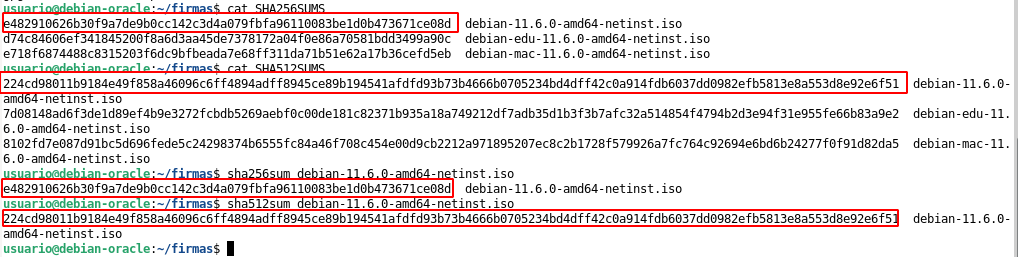 usuario@debian-oracle:~/firmas$ cat SHA256SUMS
e482910626b30f9a7de9b0cc142c3d4a079fbfa96110083be1d0b473671ce08d  debian-11.6.0-amd64-netinst.iso
d74c84606ef341845200f8a6d3aa45de7378172a04f0e86a70581bdd3499a90c  debian-edu-11.6.0-amd64-netinst.iso
e718f6874488c8315203f6dc9bfbeada7e68ff311da71b51e62a17b36cefd5eb  debian-mac-11.6.0-amd64-netinst.iso
usuario@debian-oracle:~/firmas$ cat SHA512SUMS
224cd98011b9184e49f858a46096c6ff4894adff8945ce89b194541afdfd93b73b4666b0705234bd4dff42c0a914fdb6037dd0982efb5813e8a553d8e92e6f51  debian-11.6.0-
amd64-netinst.iso
7d08148ad6f3de1d89ef4b9e3272fcbdb5269aebf0c00de181c82371b935a18a749212df7adb35d1b3f3b7afc32a514854f4794b2d3e94f31e955fe66b83a9e2  debian-edu-11.
6.0-amd64-netinst.iso
8102fd7e087d91bc5d696fede5c24298374b6555fc84a46f708c454e00d9cb2212a971895207ec8c2b1728f579926a7fc764c92694e6bd6b24277f0f91d82da5  debian-mac-11.
6.0-amd64-netinst.iso
usuario@debian-oracle:~/firmas$ sha256sum debian-11.6.0-amd64-netinst.iso
e482910626b30f9a7de9b0cc142c3d4a079fbfa96110083be1d0b473671ce08d  debian-11.6.0-amd64-netinst.iso
usuario@debian-oracle:~/firmas$ sha512sum debian-11.6.0-amd64-netinst.iso
224cd98011b9184e49f858a46096c6ff4894adff8945ce89b194541afdfd93b73b4666b0705234bd4dff42c0a914fdb6037dd0982efb5813e8a553d8e92e6f51  debian-11.6.0-
amd64-netinst.iso
usuario@debian-oracle:~/firmas$